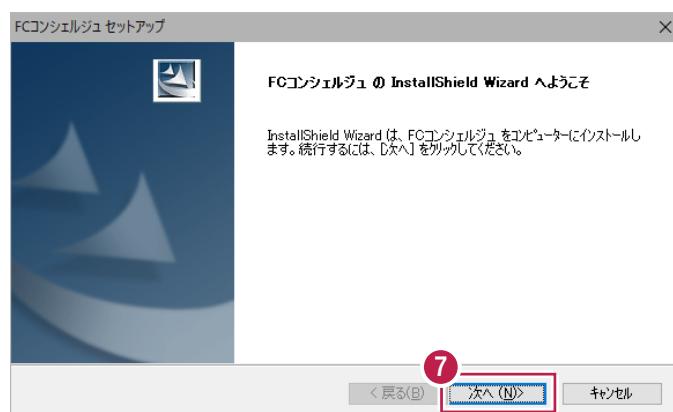 FCコンシェルジュ セットアップ
FCコンシェルジュ の InstallShield Wizard へようこそ
InstallShield Wizard は、FCコンシェルジュ をコンピューターにインストールし
ます。続行するには、[次へ] をクリックしてください。
7
< 戻る(B)
次へ (N)>
キャンセル